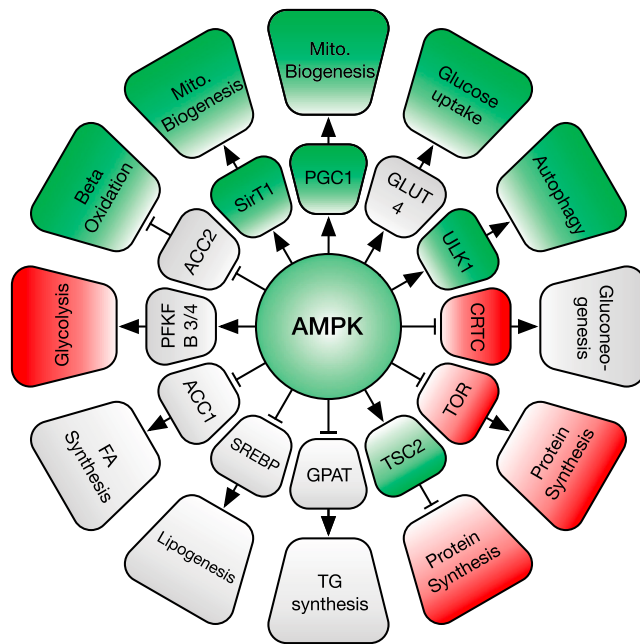 Mito.
Biogenesis
Glucose
uptake
Autophagy
Gluconeo-
genesis
Protein
Synthesis
Protein
Synthesis
TG
synthesis
Lipogenesis
FA
Synthesis
Glycolysis
Beta
Oxidation
Mito.
Biogenesis
PGC1
GLUT
4
ULK1
CRTC
TOR
TSC2
GPAT
SREBP
ACC1
PFKF
B 3/4
ACC2
SirT1
AMPK